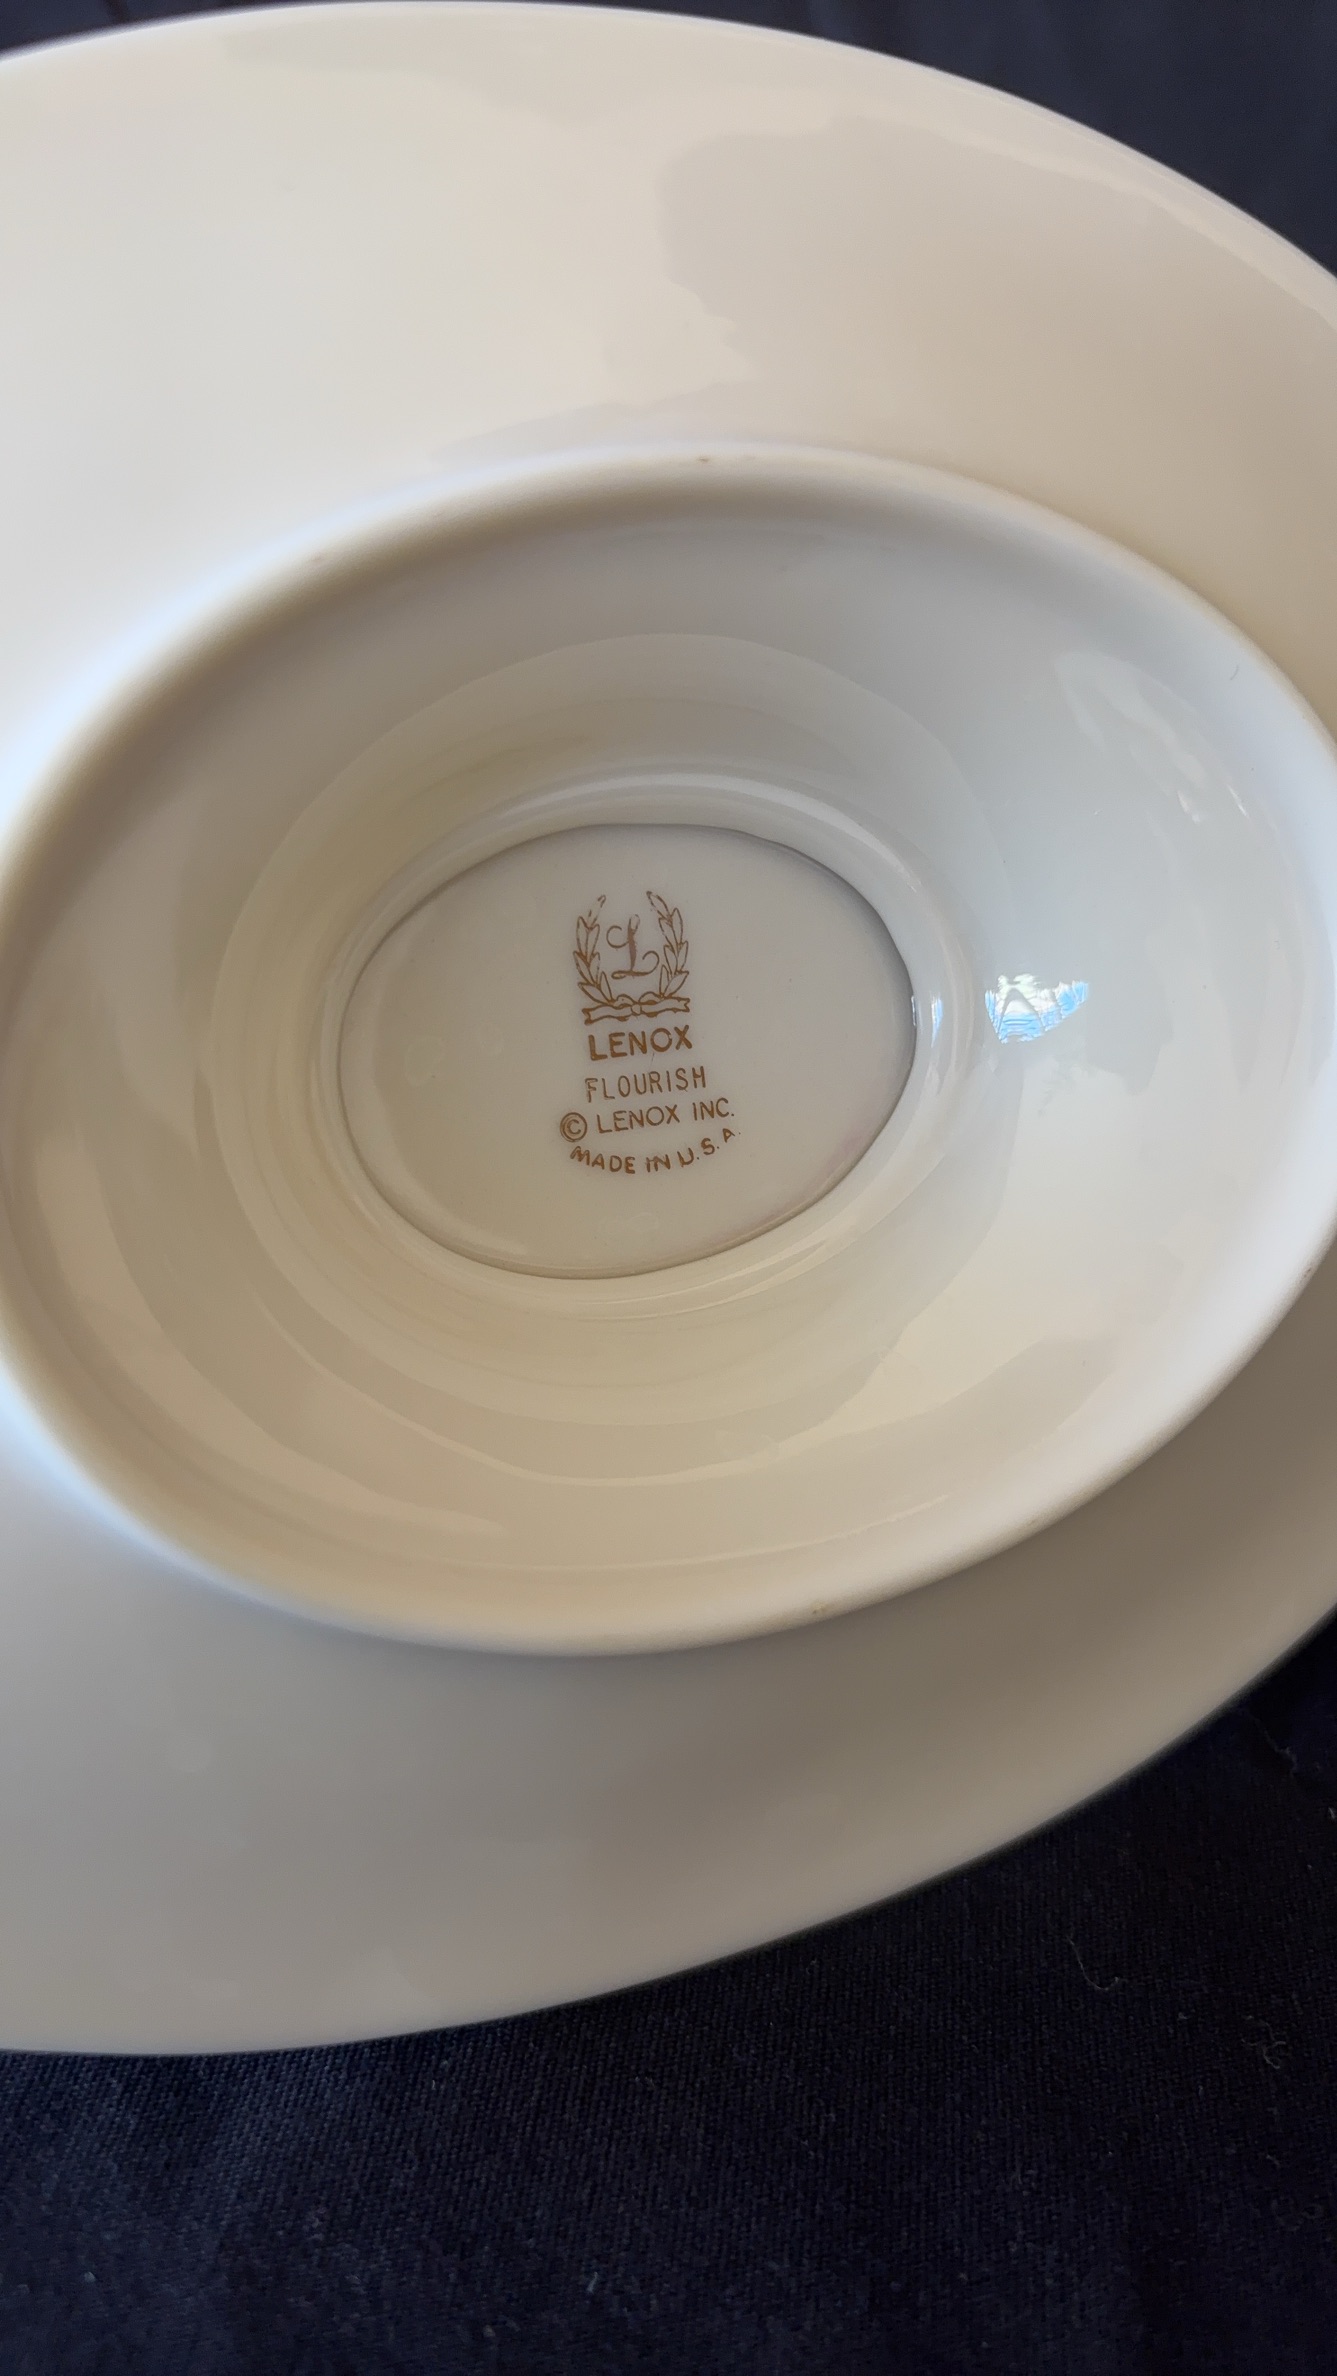 L
LENOX
FLOURISH
© LENOX INC.
MADE IN U.S.A.